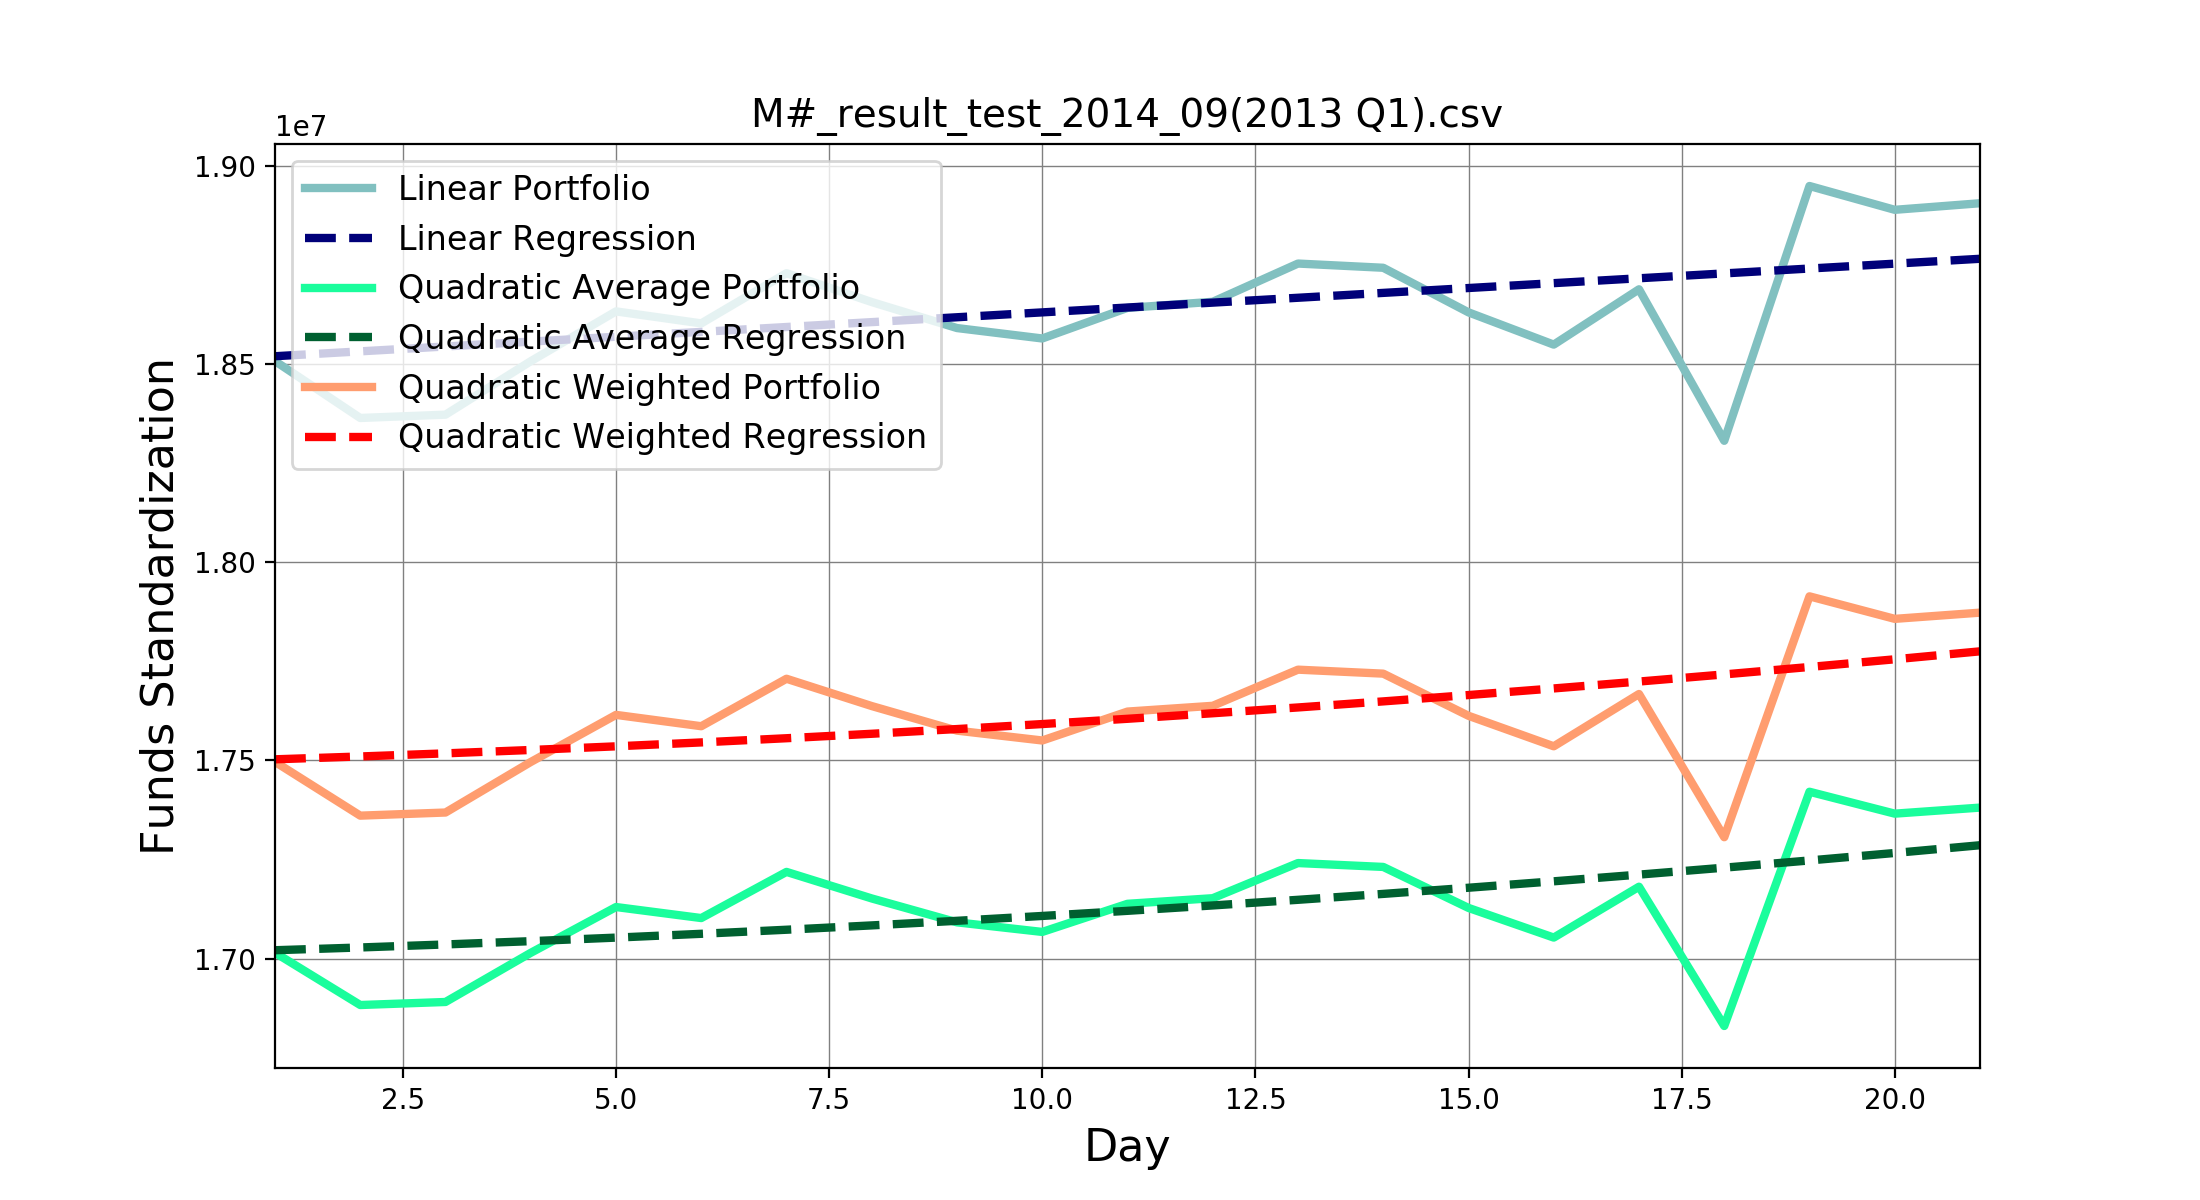 M#_result_test_2014_09(2013 Q1).csv
1e7
1.90
1.85
1.80
1.75
1.70
Funds Standardization
Linear Portfolio
Linear Regression
Quadratic Average Portfolio
Quadratic Average Regression
Quadratic Weighted Portfolio
Quadratic Weighted Regression
2.5 5.0 7.5 10.0 12.5 15.0 17.5 20.0
Day